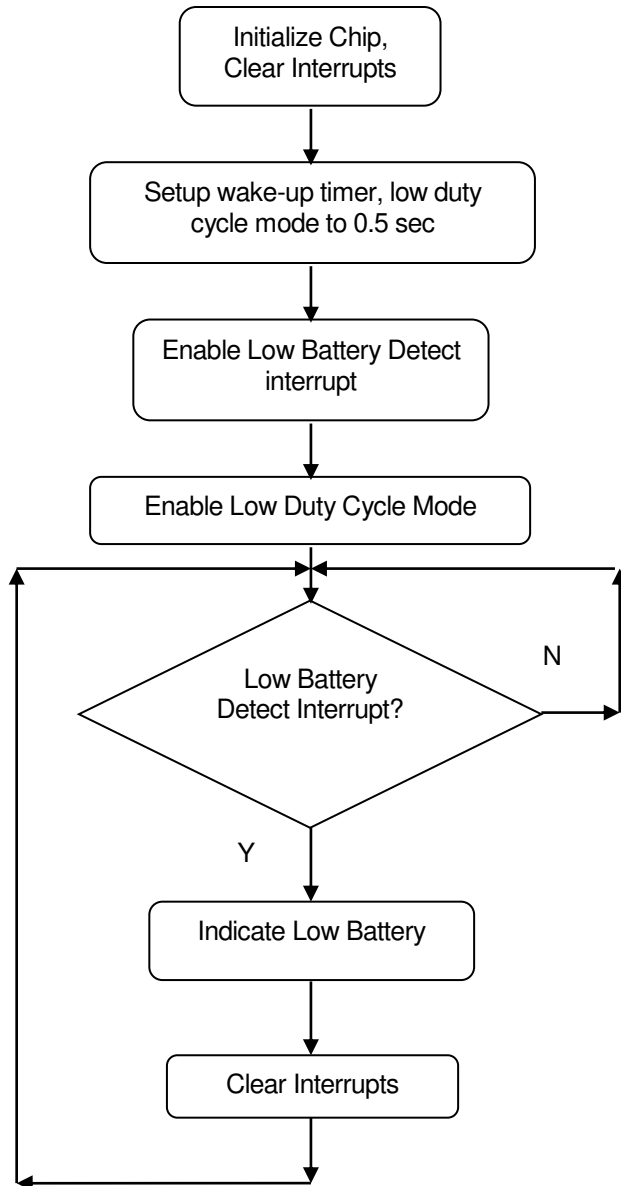 Initialize Chip,
Clear Interrupts
Setup wake-up timer, low duty
cycle mode to 0.5 sec
Enable Low Battery Detect
interrupt
Enable Low Duty Cycle Mode
Low Battery
Detect Interrupt?
N
Y
Indicate Low Battery
Clear Interrupts